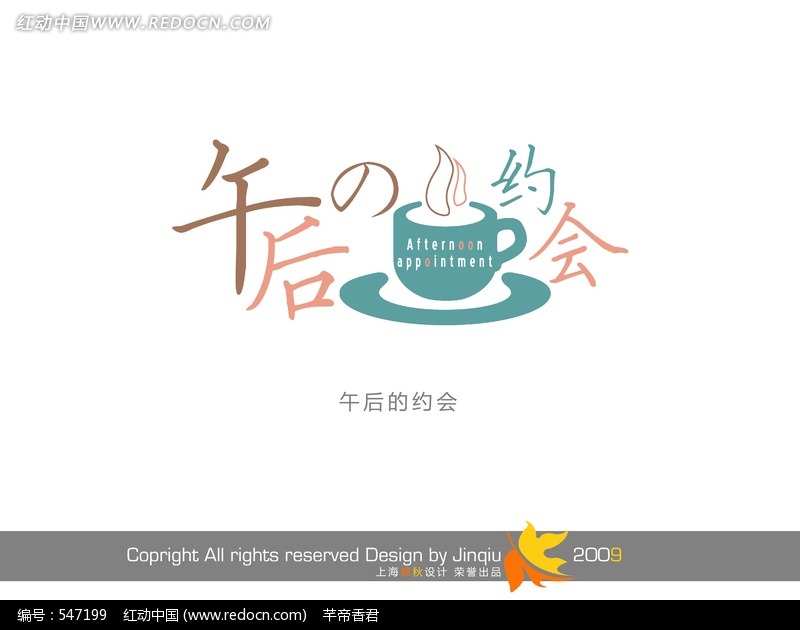 红动中国 WWW.REDOCN.COM
午后の约会
Afternoon
appointment
午后的约会
Copright All rights reserved Design by Jinqiu 2009
上海金秋设计 荣誉出品
编号：547199 红动中国 (www.redocn.com) 芊帝香君